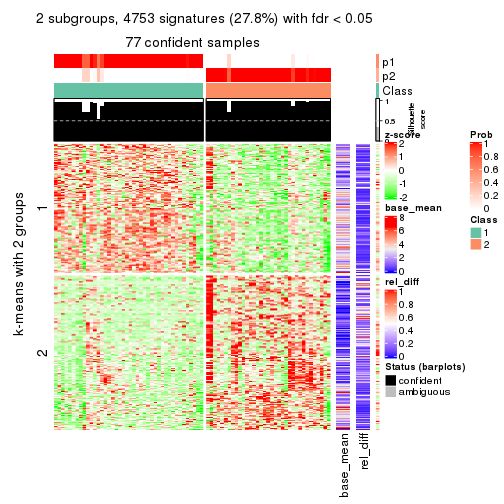 2 subgroups, 4753 signatures (27.8%) with fdr < 0.05
77 confident samples
p1
p2
Class
1
0.5
0
Silhouette
score
k-means with 2 groups
1
2
base_mean
rel_diff
z-score
2
1
0
-1
-2
base_mean
8
6
4
2
0
rel_diff
1
0.8
0.6
0.4
0.2
0
Status (barplots)
confident
ambiguous
Prob
1
0.8
0.6
0.4
0.2
0
Class
1
2